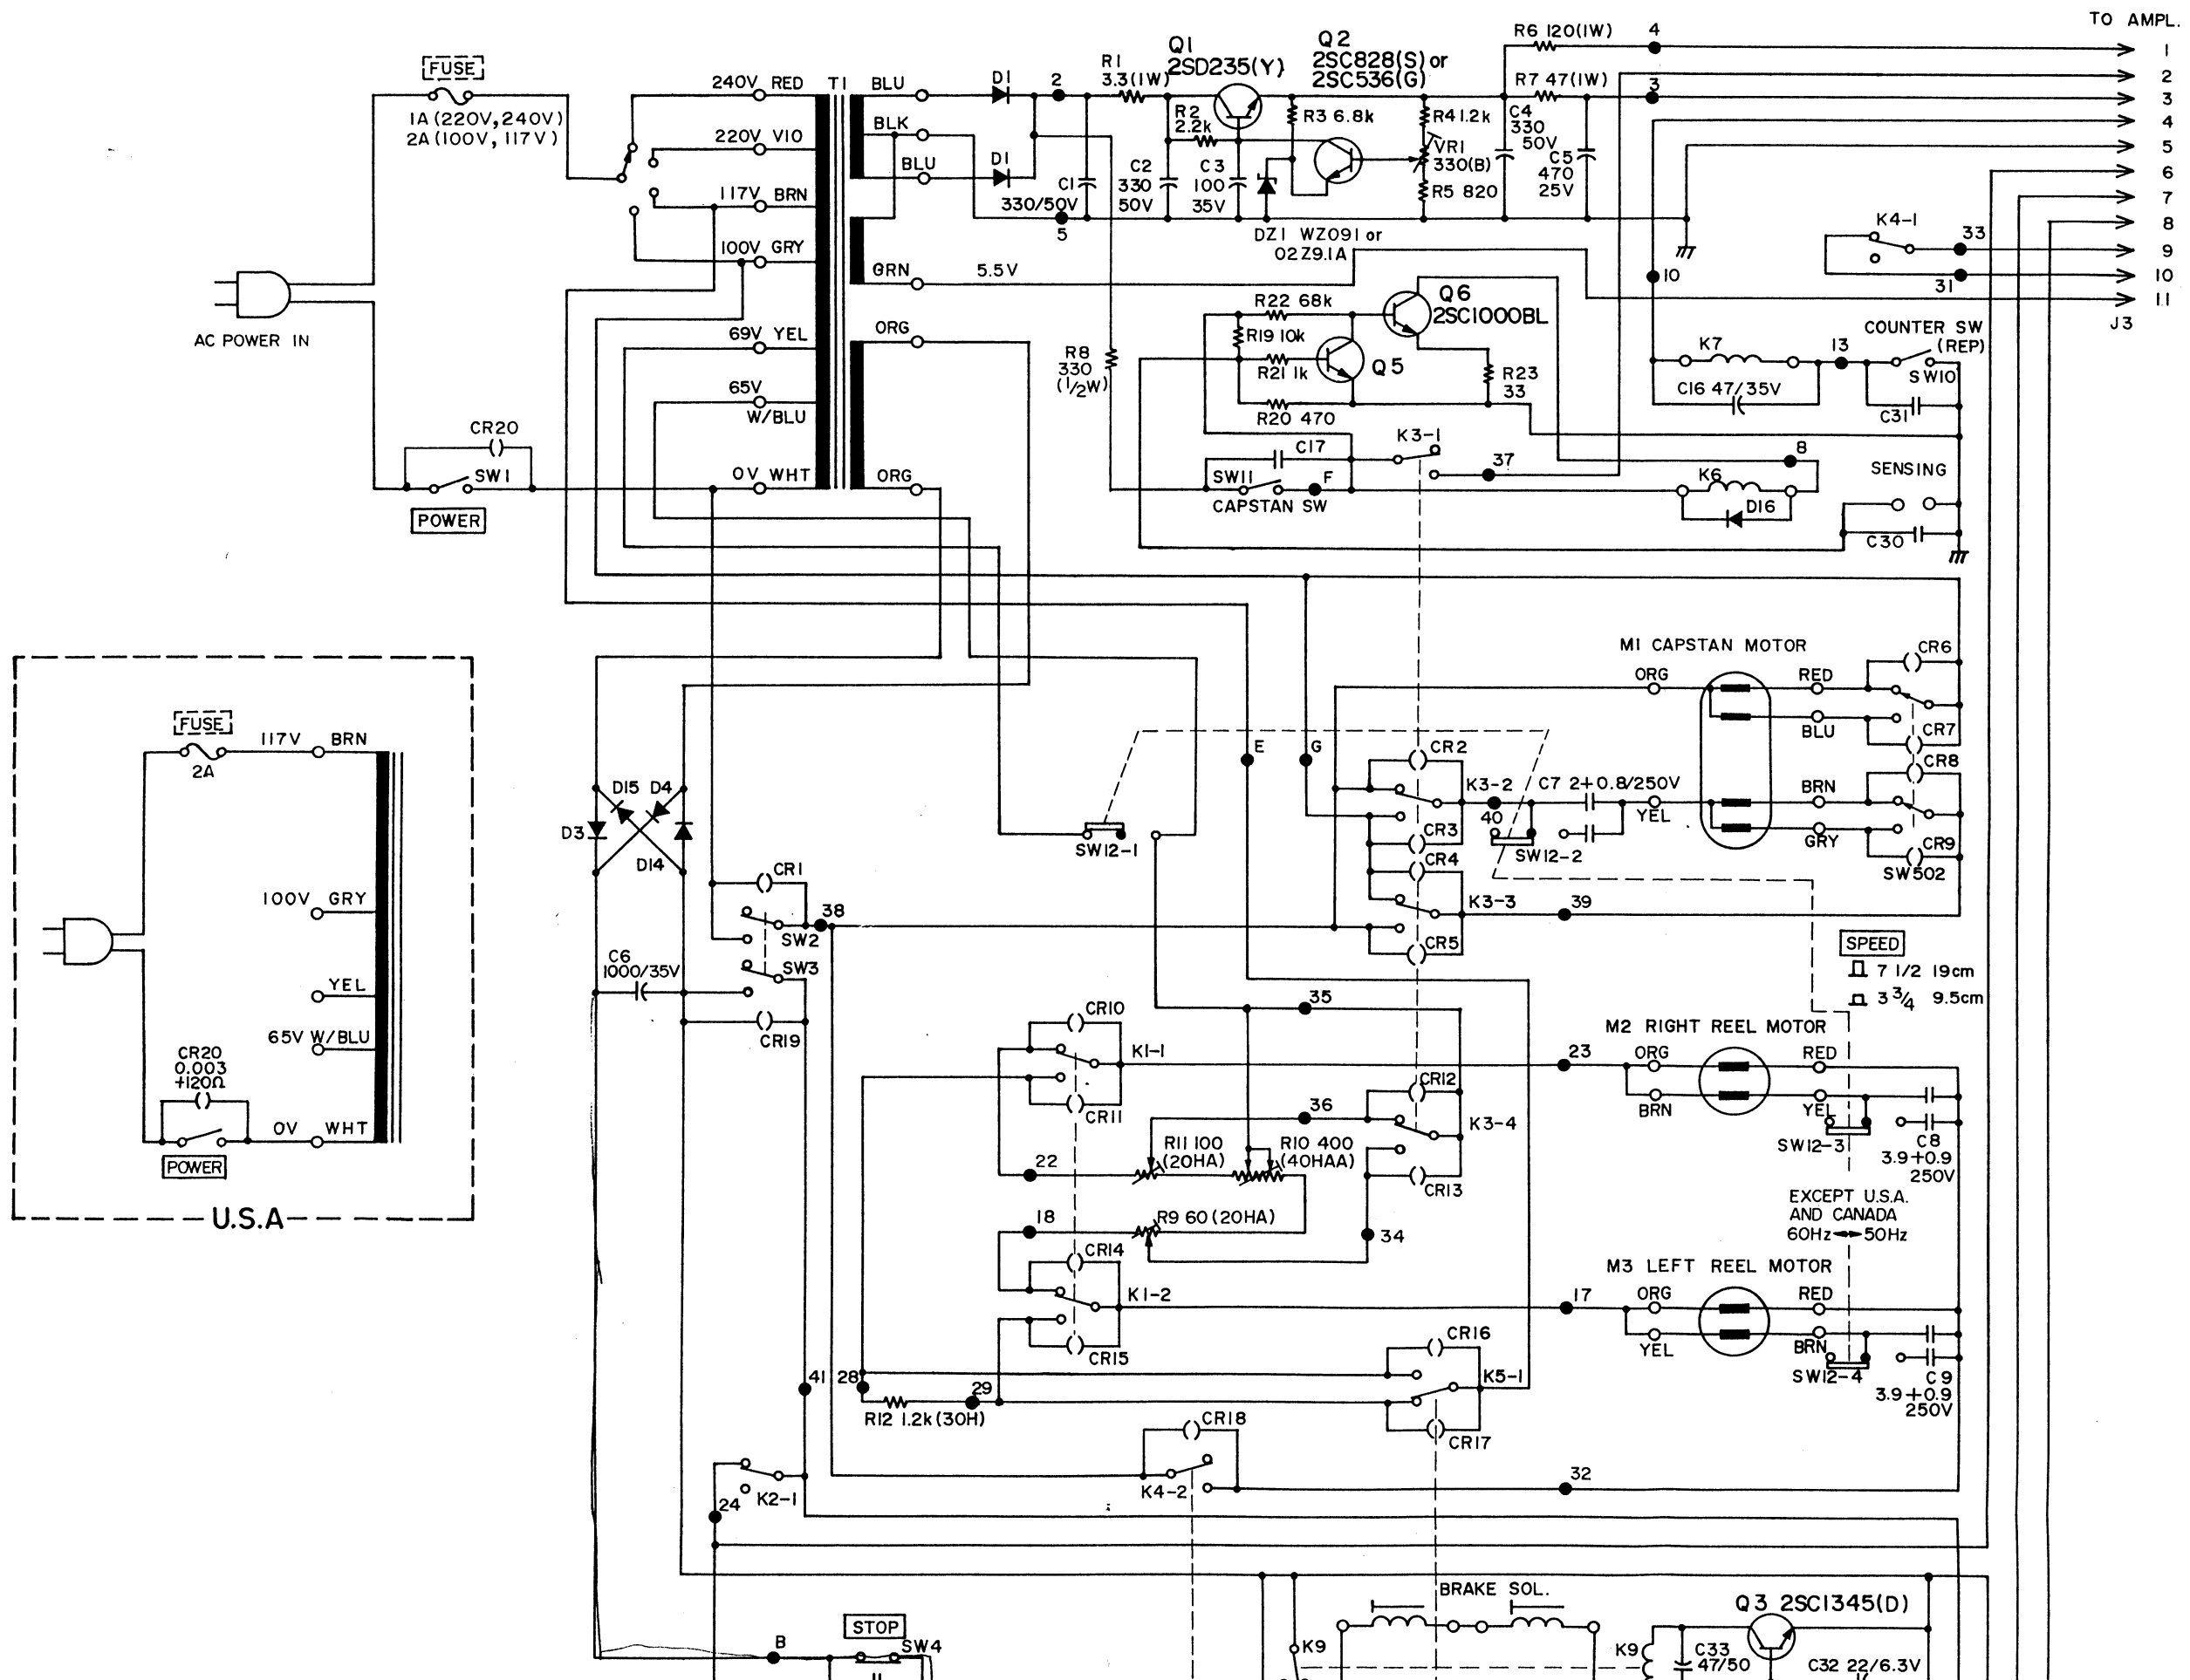 TO AMPL.
1
2
3
4
5
6
7
8
9
10
11
J3
FUSE
1A (220V, 240V)
2A (100V, 117V)
AC POWER IN
CR20
SW1
POWER
240V RED
220V VIO
117V BRN
100V GRY
69V YEL
65V
W/BLU
0V WHT
T1
BLU
BLK
BLU
GRN
5.5V
ORG
ORG
D1
D1
2
R1
3.3(1W)
Q1
2SD235(Y)
Q2
2SC828(S) or
2SC536(G)
R2
2.2k
R3 6.8k
R4 1.2k
VR1
330(B)
R5 820
R6 120(1W)
4
R7 47(1W)
3
C1
330/50V
5
C2
330
50V
C3
100
35V
C4
330
50V
C5
470
25V
DZ1 WZ091 or
02Z9.1A
R8
330
(1/2W)
R22 68k
R19 10k
R21 1k
R20 470
Q5
Q6
2SC1000BL
R23
33
C17
SW11
F
CAPSTAN SW
K3-1
37
10
K4-1
33
31
COUNTER SW
(REP)
K7
13
SW10
C16 47/35V
C31
8
K6
D16
SENSING
C30
M1 CAPSTAN MOTOR
ORG
RED
BLU
CR6
CR7
CR8
BRN
YEL
GRY
CR9
SW502
E
G
CR2
K3-2
40
C7 2+0.8/250V
CR3
CR4
SW12-2
K3-3
39
CR5
SW12-1
D15
D4
D3
D14
C6
1000/35V
CR1
38
SW2
SW3
CR19
SPEED
7 1/2 19cm
3 3/4 9.5cm
35
CR10
K1-1
CR11
23
M2 RIGHT REEL MOTOR
ORG
RED
BRN
YEL
SW12-3
C8
3.9+0.9
250V
36
CR12
K3-4
CR13
22
R11 100
(20HA)
R10 400
(40HAA)
18
R9 60 (20HA)
34
EXCEPT U.S.A.
AND CANADA
60Hz 50Hz
CR14
K1-2
CR15
17
M3 LEFT REEL MOTOR
ORG
RED
YEL
BRN
SW12-4
C9
3.9+0.9
250V
CR16
K5-1
CR17
41
28
29
R12 1.2k (30H)
CR18
K4-2
32
K2-1
24
BRAKE SOL.
Q3 2SC1345(D)
STOP
B
SW4
K9
K9
C33
47/50
C32 22/6.3V
FUSE
2A
117V BRN
100V GRY
YEL
65V W/BLU
CR20
0.003
+120Ω
0V WHT
POWER
U.S.A